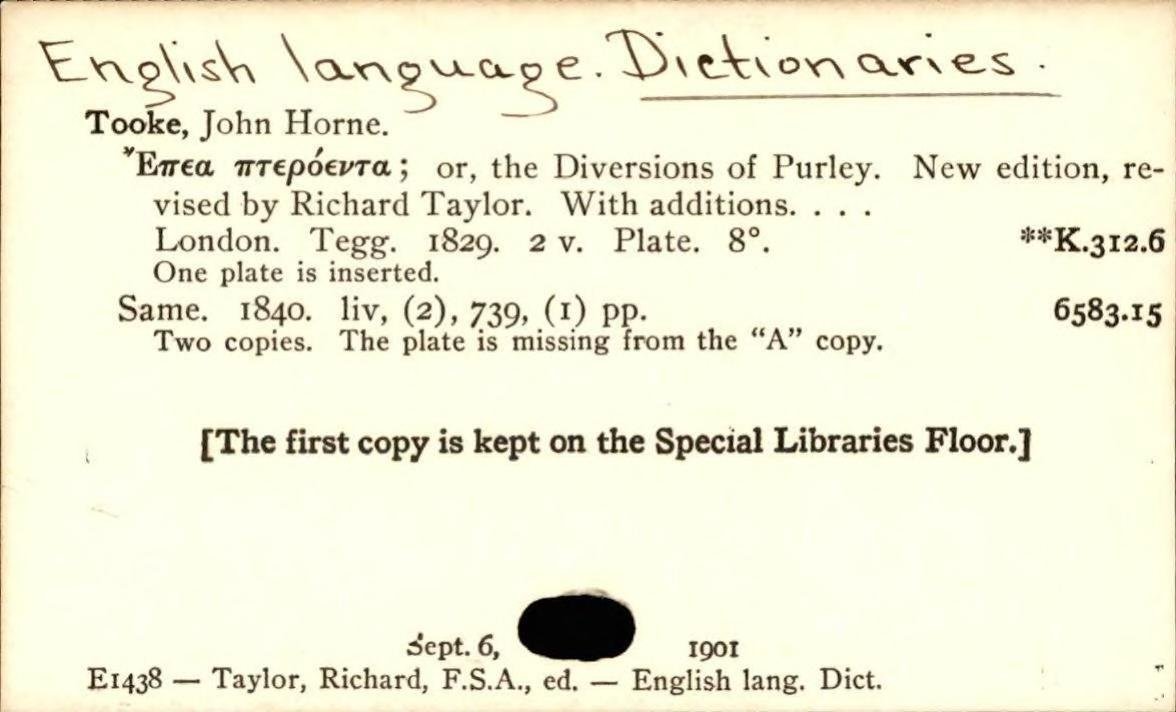 English language. Dictionaries.
Tooke, John Horne.
Ἔπεα πτερόεντα; or, the Diversions of Purley. New edition, re-
vised by Richard Taylor. With additions. . . .
London. Tegg. 1829. 2 v. Plate. 8°. **K.312.6
One plate is inserted.
Same. 1840. liv, (2), 739, (1) pp. 6583.15
Two copies. The plate is missing from the “A” copy.
[The first copy is kept on the Special Libraries Floor.]
Sept. 6, 1901
E1438 — Taylor, Richard, F.S.A., ed. — English lang. Dict.